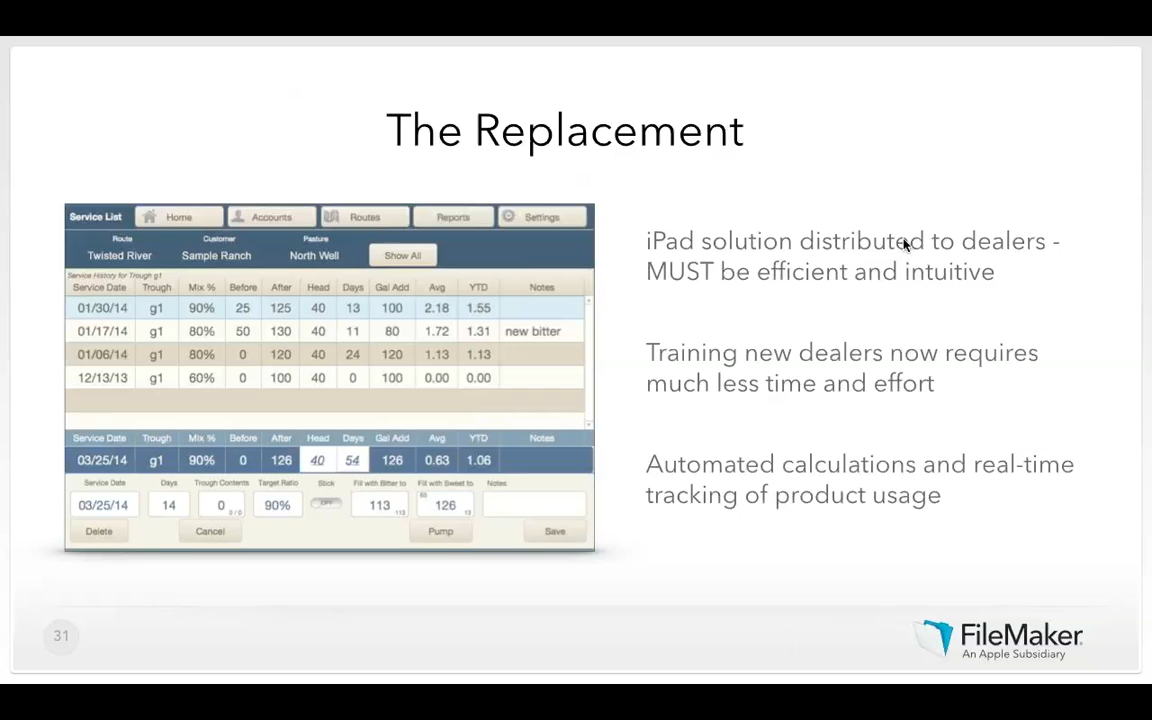 The Replacement
Service List Home Accounts Routes Reports Settings
Route Customer Pasture
Twisted River Sample Ranch North Well Show All
Service History for Trough g1
Service Date Trough Mix % Before After Head Days Gal Add Avg YTD Notes
01/30/14 g1 90% 25 125 40 13 100 2.18 1.55
01/17/14 g1 80% 50 130 40 11 80 1.72 1.31 new bitter
01/06/14 g1 80% 0 120 40 24 120 1.13 1.13
12/13/13 g1 60% 0 100 40 0 100 0.00 0.00
Service Date Trough Mix % Before After Head Days Gal Add Avg YTD Notes
03/25/14 g1 90% 0 126 40 54 126 0.63 1.06
Service Date Days Trough Contents Target Ratio Stick Fill with Bitter to Fill with Sweet to Notes
03/25/14 14 0 0 / 0 90% OFF 113 113 126 13
Delete Cancel Pump Save
iPad solution distributed to dealers -
MUST be efficient and intuitive
Training new dealers now requires
much less time and effort
Automated calculations and real-time
tracking of product usage
31
FileMaker
An Apple Subsidiary